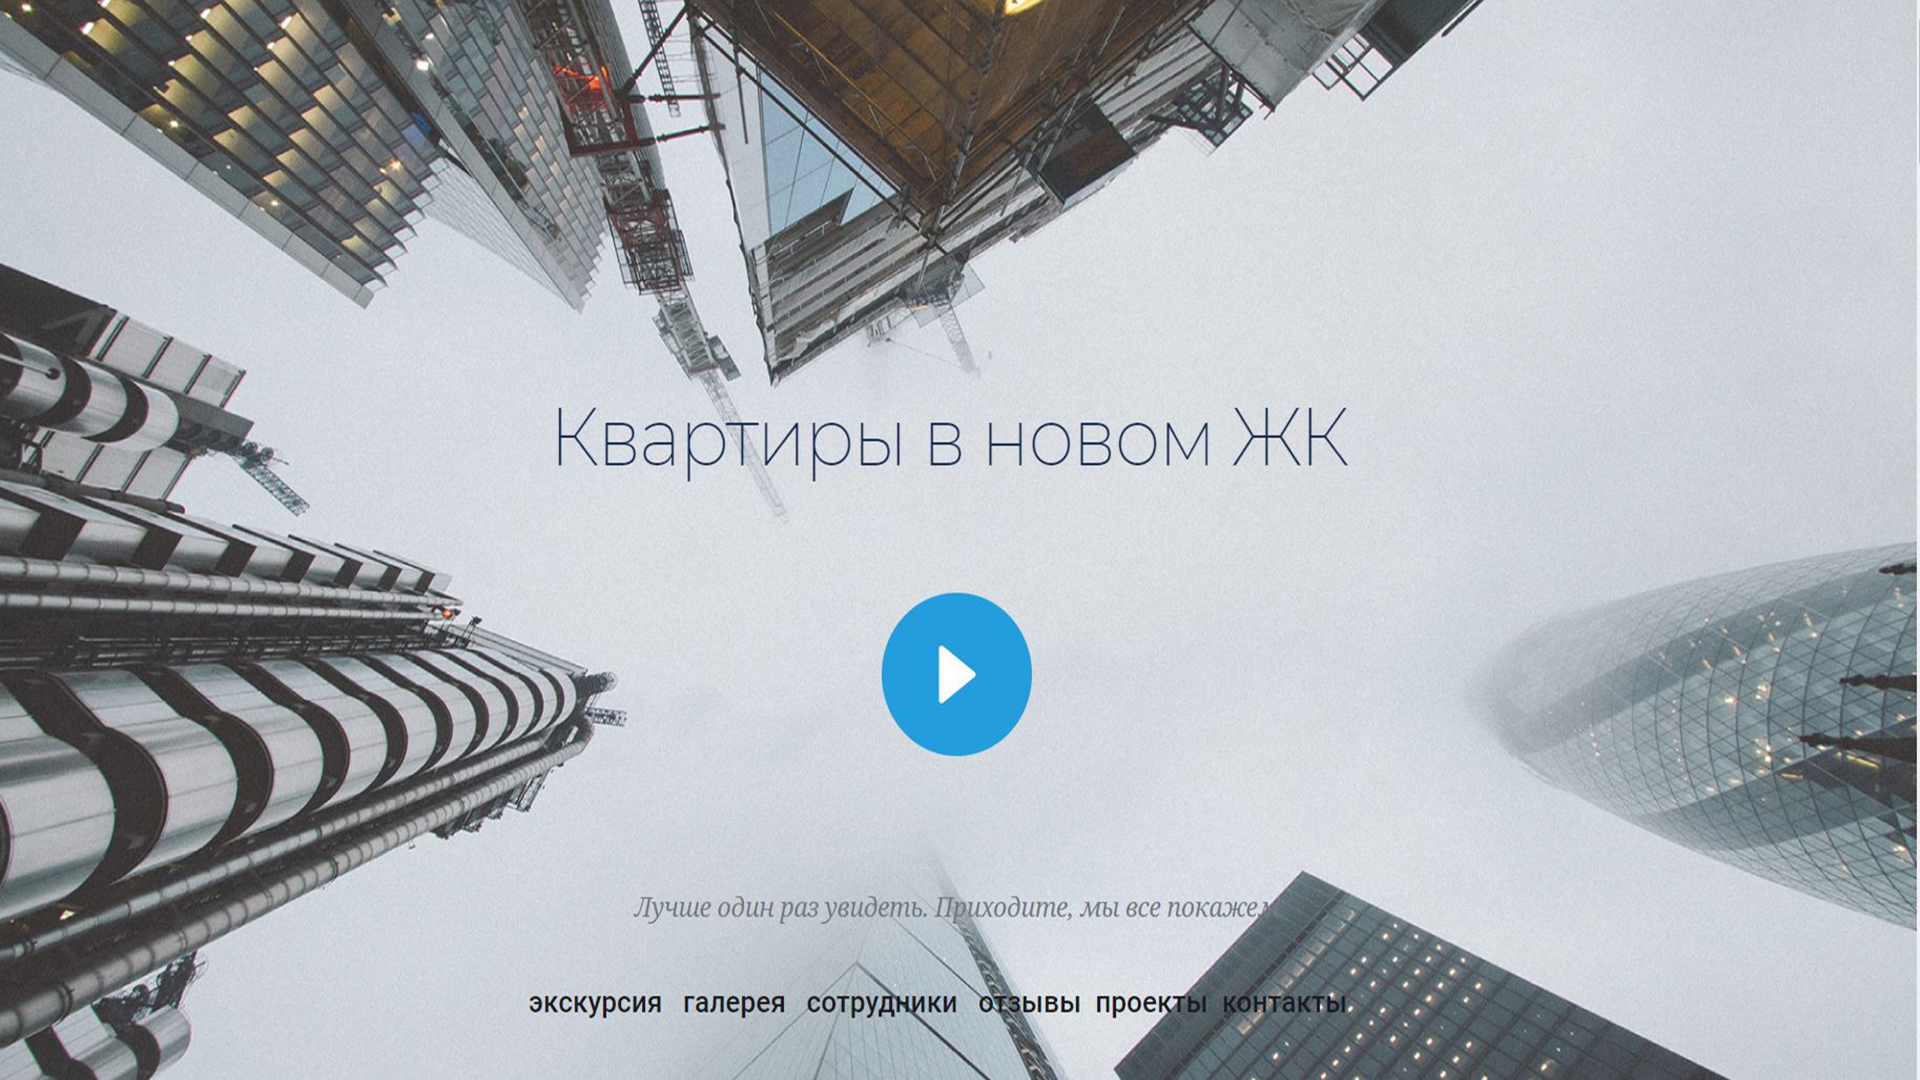 Квартиры в новом ЖК
Лучше один раз увидеть. Приходите, мы все покажем
экскурсия галерея сотрудники отзывы проекты контакты